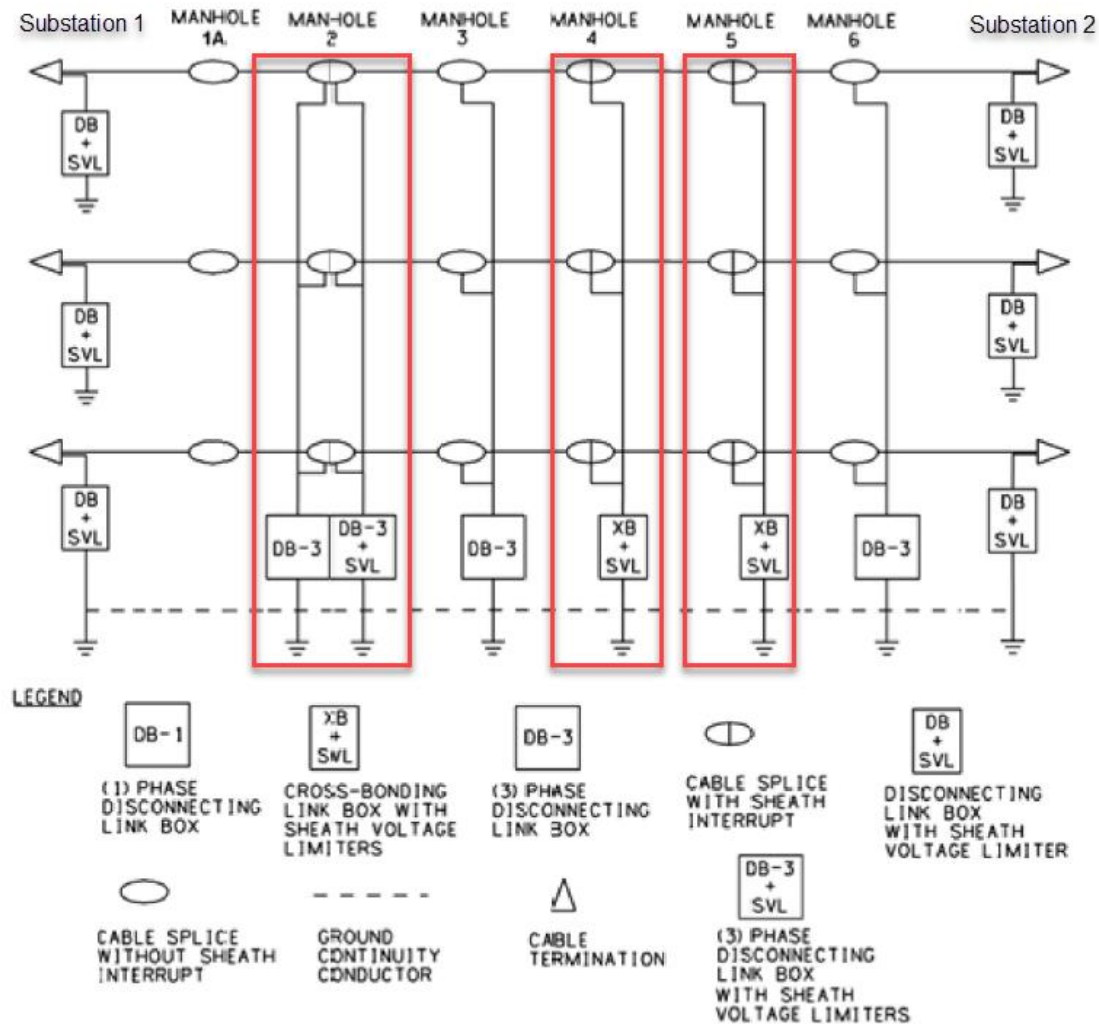 Substation 1
MANHOLE
1A
MANHOLE
2
MANHOLE
3
MANHOLE
4
MANHOLE
5
MANHOLE
6
Substation 2
DB
+
SVL
DB
+
SVL
DB
+
SVL
DB
+
SVL
DB
+
SVL
DB-3
DB-3
+
SVL
DB-3
XB
+
SVL
XB
+
SVL
DB-3
DB
+
SVL
LEGEND
DB-1
(1) PHASE
DISCONNECTING
LINK BOX
XB
+
SVL
CROSS-BONDING
LINK BOX WITH
SHEATH VOLTAGE
LIMITERS
DB-3
(3) PHASE
DISCONNECTING
LINK BOX
CABLE SPLICE
WITH SHEATH
INTERRUPT
DB
+
SVL
DISCONNECTING
LINK BOX
WITH SHEATH
VOLTAGE LIMITER
CABLE SPLICE
WITHOUT SHEATH
INTERRUPT
GROUND
CONTINUITY
CONDUCTOR
CABLE
TERMINATION
DB-3
+
SVL
(3) PHASE
DISCONNECTING
LINK BOX
WITH SHEATH
VOLTAGE LIMITERS